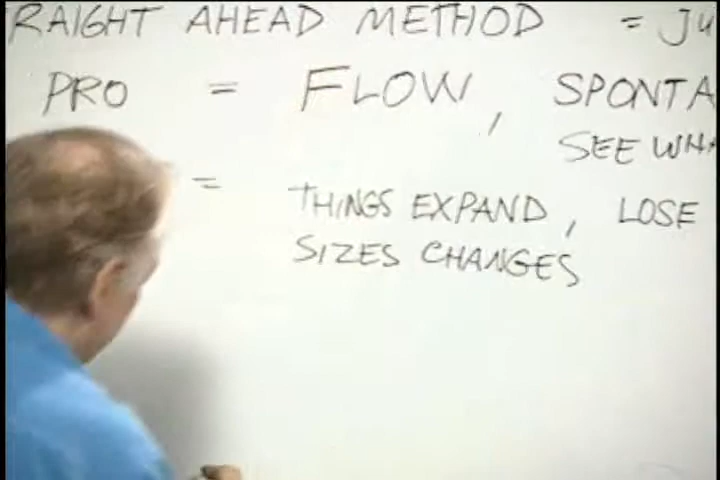 RAIGHT AHEAD METHOD = JU
PRO = FLOW, SPONTA
SEE WHA
= THINGS EXPAND, LOSE
SIZES CHANGES